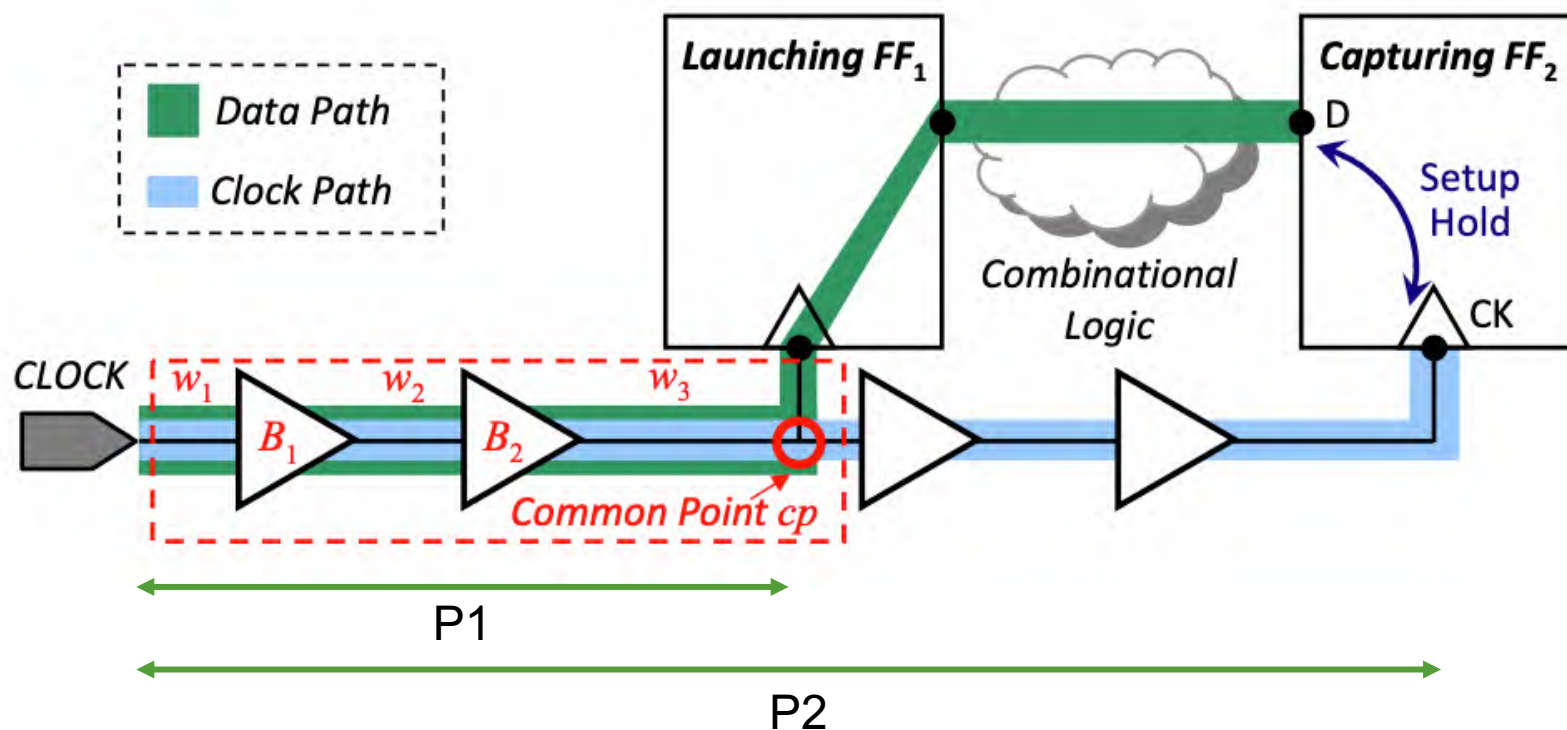 Data Path
Clock Path
Launching FF₁
Capturing FF₂
D
Setup
Hold
CK
Combinational
Logic
CLOCK
w₁
w₂
w₃
B₁
B₂
Common Point cp
P1
P2